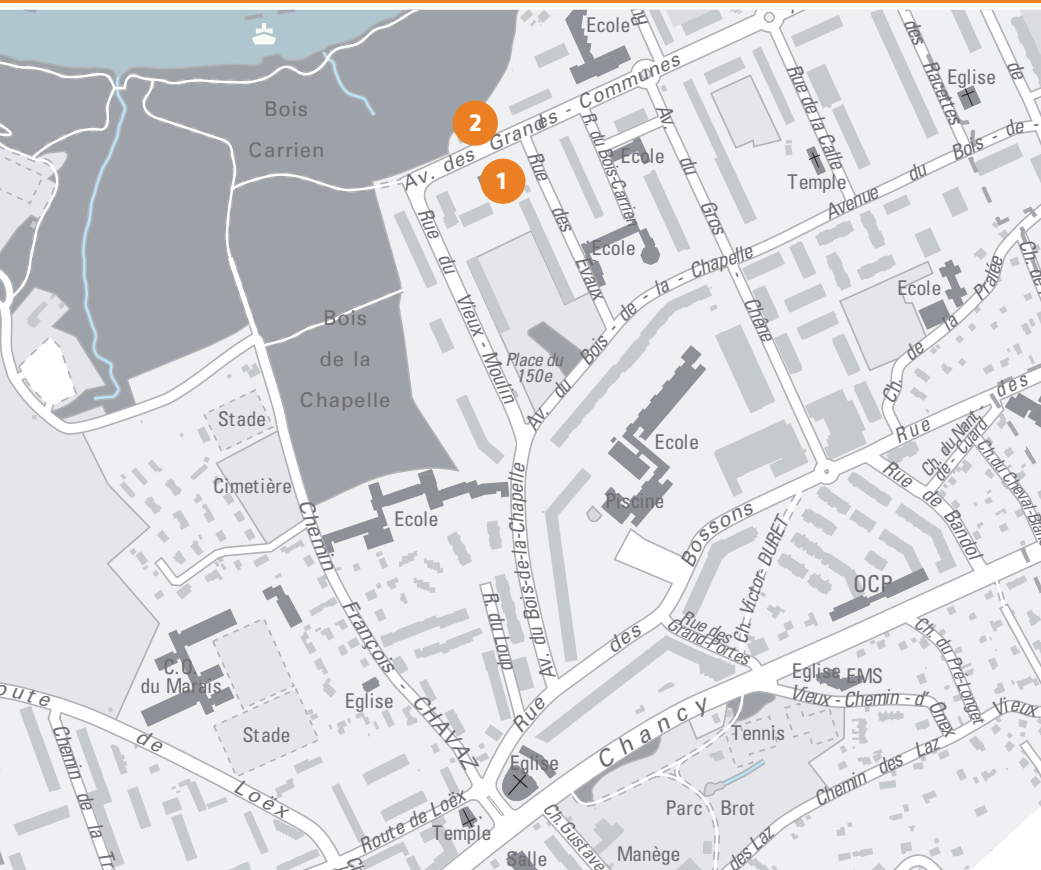 Ecole
Eglise
des - Racettes
de
Av. des Grandes - Communes
2
1
Bois
Carrien
R. du Bois-Carrien
Ecole
Rue de la Calle
Temple
Avenue du Bois - de -
Rue des Evaux
Ecole
Av. du Gros - Chêne
Rue du Vieux - Moulin
Av. du Bois - de - la - Chapelle
Ecole
Ch. de la Pralée
Bois
de la
Chapelle
Place du
150e
Stade
Cimetière
Ecole
Ecole
Piscine
Rue des
Ch. du Nant-
de - Cuard
Ch.du Cheval-Blanc
Rue de Bandol
Chemin François - CHAVAZ
Av. du Bois-de-la-Chapelle
R. du Loup
Rue des Bossons
Ch. Victor- DURET
OCP
Rue des
Grand-Portes
C.O.
du Marais
Eglise
Stade
Eglise
EMS
Vieux - Chemin - d' Onex
Ch. du Pré-Longet
Vieux
Route de Loëx
Chemin de la
Chancy
Tennis
Eglise
Chemin des Laz
Parc Brot
Route de Loëx
Temple
Ch.Gustave
Salle
Manège
des Laz